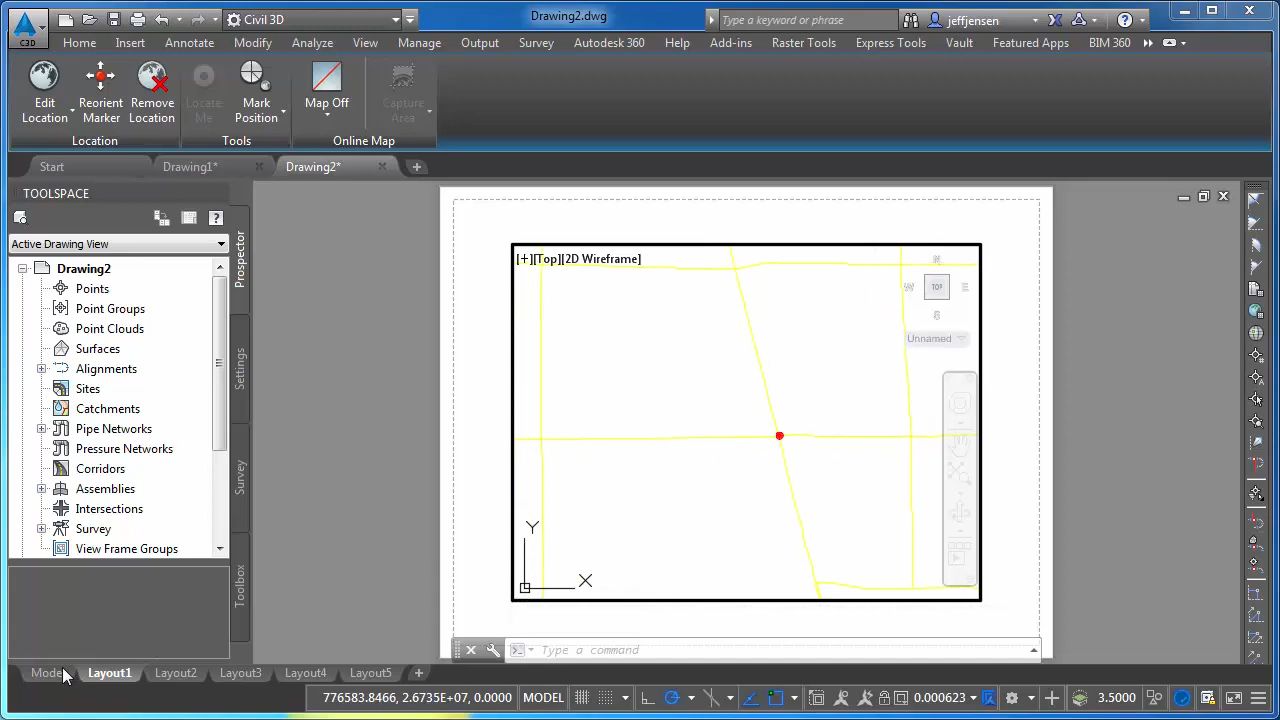 Civil 3D
Drawing2.dwg
Type a keyword or phrase
jeffjensen
C3D
Home Insert Annotate Modify Analyze View Manage Output Survey Autodesk 360 Help Add-ins Raster Tools Express Tools Vault Featured Apps BIM 360
Edit Location
Reorient Marker
Remove Location
Locate Me
Mark Position
Map Off
Capture Area
Location Tools Online Map
Start Drawing1* Drawing2*
TOOLSPACE
Active Drawing View
Drawing2
Points
Point Groups
Point Clouds
Surfaces
Alignments
Sites
Catchments
Pipe Networks
Pressure Networks
Corridors
Assemblies
Intersections
Survey
View Frame Groups
Prospector
Settings
Survey
Toolbox
[+][Top][2D Wireframe]
N
W TOP E
S
Unnamed
Y
X
Type a command
Model Layout1 Layout2 Layout3 Layout4 Layout5
776583.8466, 2.6735E+07, 0.0000 MODEL 0.000623 3.5000